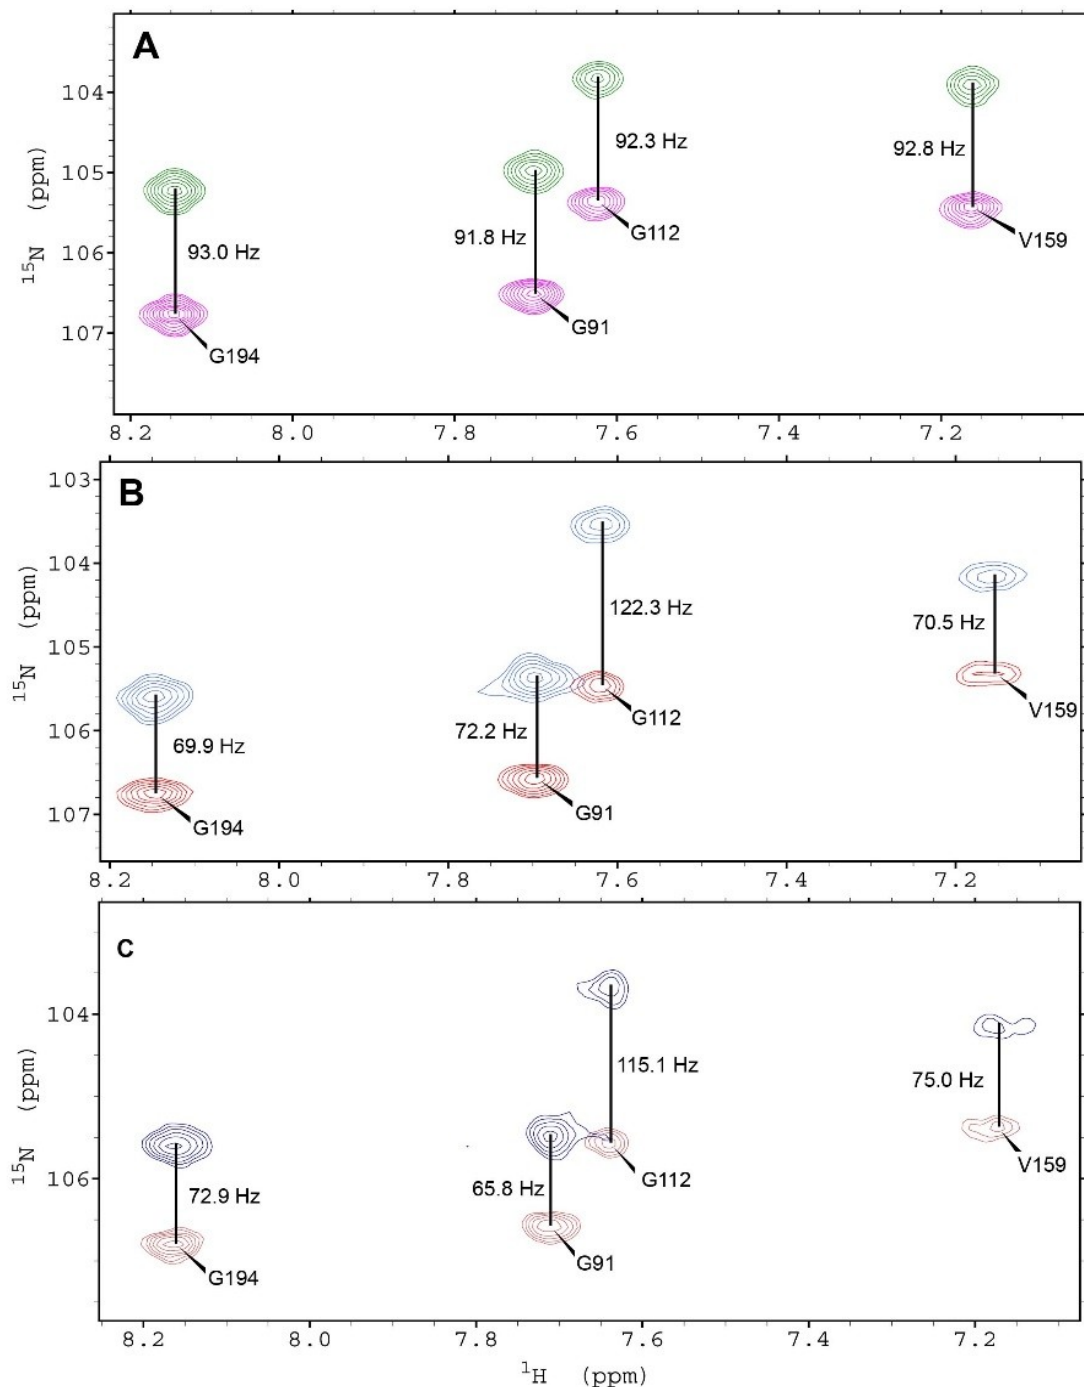 A
104
92.3 Hz
92.8 Hz
105
G112
V159
91.8 Hz
106
93.0 Hz
G91
107
G194
15N (ppm)
8.2 8.0 7.8 7.6 7.4 7.2
B
103
104
122.3 Hz
70.5 Hz
105
G112
V159
72.2 Hz
106
69.9 Hz
G91
107
G194
15N (ppm)
8.2 8.0 7.8 7.6 7.4 7.2
C
104
115.1 Hz
75.0 Hz
G112
V159
106
72.9 Hz
65.8 Hz
G91
G194
15N (ppm)
8.2 8.0 7.8 7.6 7.4 7.2
1H (ppm)